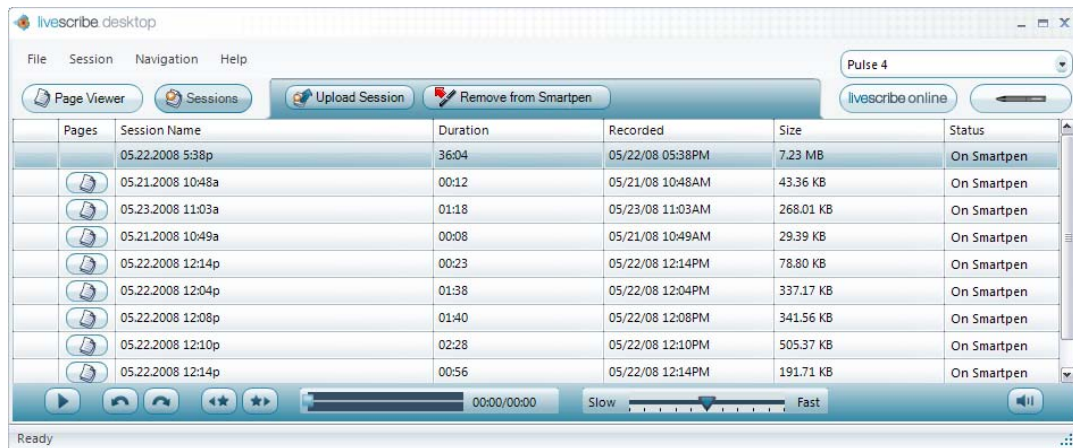 livescribe desktop
File Session Navigation Help
Pulse 4
Page Viewer Sessions Upload Session Remove from Smartpen livescribe online
Pages Session Name Duration Recorded Size Status
05.22.2008 5:38p 36:04 05/22/08 05:38PM 7.23 MB On Smartpen
05.21.2008 10:48a 00:12 05/21/08 10:48AM 43.36 KB On Smartpen
05.23.2008 11:03a 01:18 05/23/08 11:03AM 268.01 KB On Smartpen
05.21.2008 10:49a 00:08 05/21/08 10:49AM 29.39 KB On Smartpen
05.22.2008 12:14p 00:23 05/22/08 12:14PM 78.80 KB On Smartpen
05.22.2008 12:04p 01:38 05/22/08 12:04PM 337.17 KB On Smartpen
05.22.2008 12:08p 01:40 05/22/08 12:08PM 341.56 KB On Smartpen
05.22.2008 12:10p 02:28 05/22/08 12:10PM 505.37 KB On Smartpen
05.22.2008 12:14p 00:56 05/22/08 12:14PM 191.71 KB On Smartpen
00:00/00:00 Slow Fast
Ready